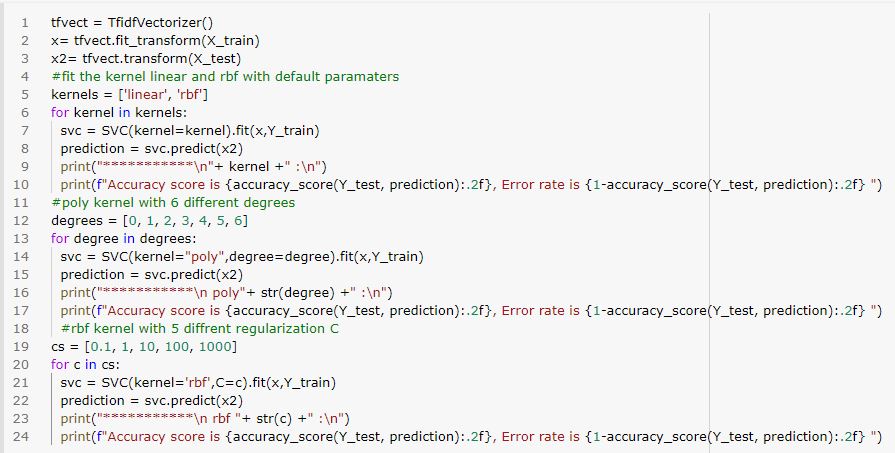 1 tfvect = TfidfVectorizer()
2 x= tfvect.fit_transform(X_train)
3 x2= tfvect.transform(X_test)
4 #fit the kernel linear and rbf with default paramaters
5 kernels = ['linear', 'rbf']
6 for kernel in kernels:
7 svc = SVC(kernel=kernel).fit(x,Y_train)
8 prediction = svc.predict(x2)
9 print("***********\n"+ kernel +" :\n")
10 print(f"Accuracy score is {accuracy_score(Y_test, prediction):.2f}, Error rate is {1-accuracy_score(Y_test, prediction):.2f} ")
11 #poly kernel with 6 different degrees
12 degrees = [0, 1, 2, 3, 4, 5, 6]
13 for degree in degrees:
14 svc = SVC(kernel="poly",degree=degree).fit(x,Y_train)
15 prediction = svc.predict(x2)
16 print("***********\n poly"+ str(degree) +" :\n")
17 print(f"Accuracy score is {accuracy_score(Y_test, prediction):.2f}, Error rate is {1-accuracy_score(Y_test, prediction):.2f} ")
18 #rbf kernel with 5 diffrent regularization C
19 cs = [0.1, 1, 10, 100, 1000]
20 for c in cs:
21 svc = SVC(kernel='rbf',C=c).fit(x,Y_train)
22 prediction = svc.predict(x2)
23 print("***********\n rbf "+ str(c) +" :\n")
24 print(f"Accuracy score is {accuracy_score(Y_test, prediction):.2f}, Error rate is {1-accuracy_score(Y_test, prediction):.2f} ")